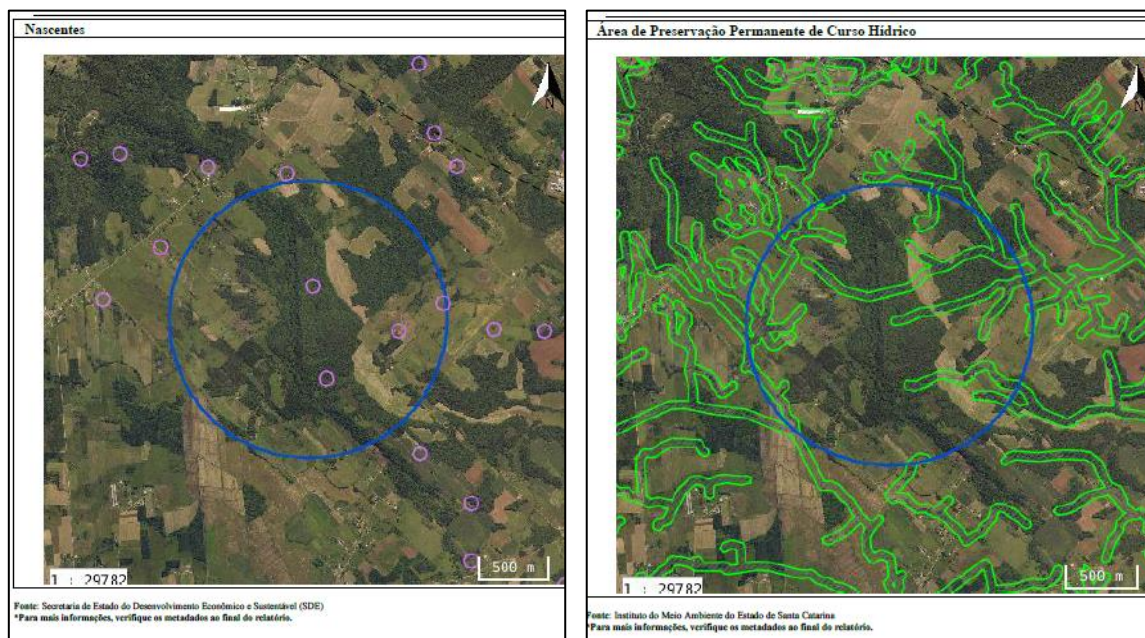 Nascentes
N
500 m
1 : 29782
Fonte: Secretaria de Estado do Desenvolvimento Econômico e Sustentável (SDE)
*Para mais informações, verifique os metadados ao final do relatório.
Área de Preservação Permanente de Curso Hídrico
N
500 m
1 : 29782
Fonte: Instituto do Meio Ambiente do Estado de Santa Catarina
*Para mais informações, verifique os metadados ao final do relatório.